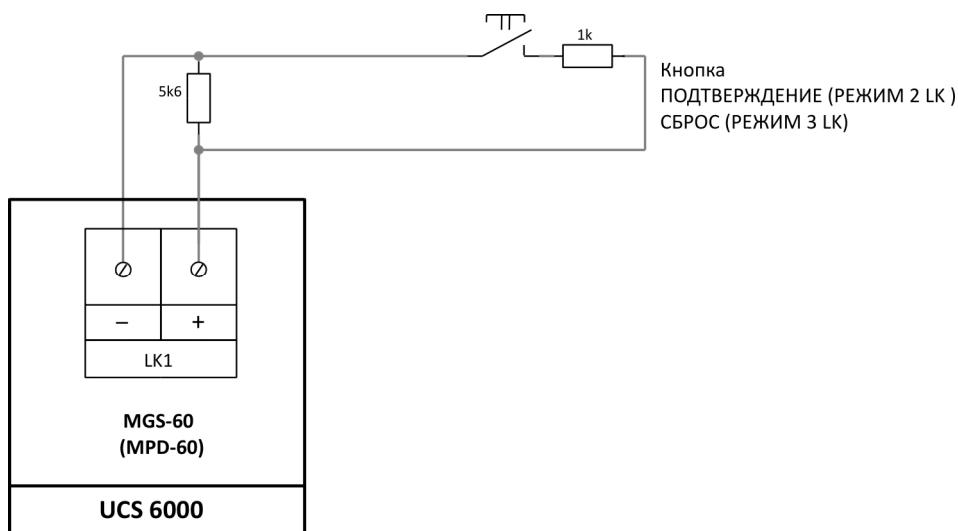 1k
5k6
Кнопка
ПОДТВЕРЖДЕНИЕ (РЕЖИМ 2 LK )
СБРОС (РЕЖИМ 3 LK)
– +
LK1
MGS-60
(MPD-60)
UCS 6000